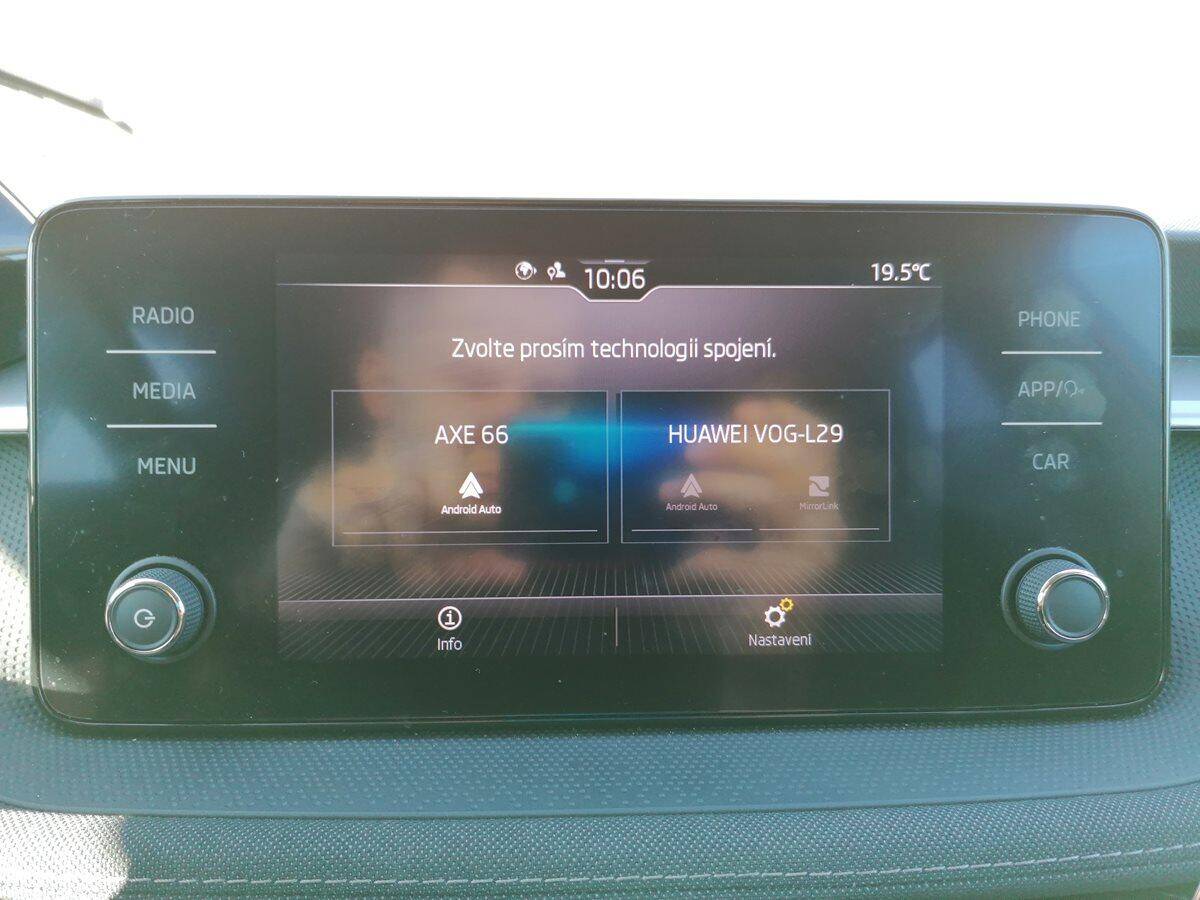 10:06
19.5°C
RADIO
MEDIA
MENU
Zvolte prosím technologii spojení.
AXE 66
Android Auto
HUAWEI VOG-L29
Android Auto
MirrorLink
Info
Nastavení
PHONE
APP/
CAR